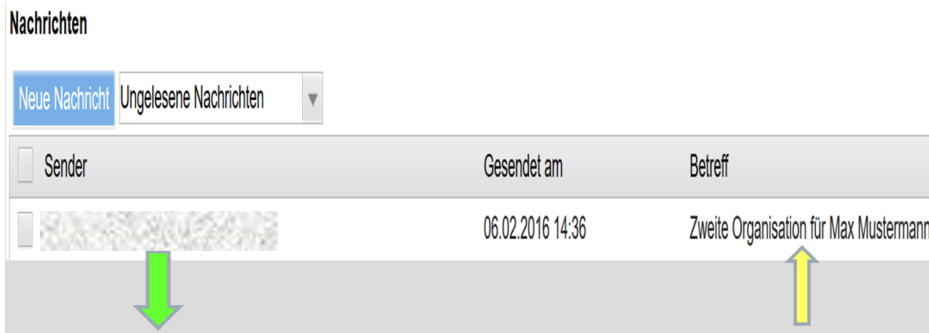 Nachrichten
Neue Nachricht Ungelesene Nachrichten
Sender Gesendet am Betreff
06.02.2016 14:36 Zweite Organisation für Max Mustermann